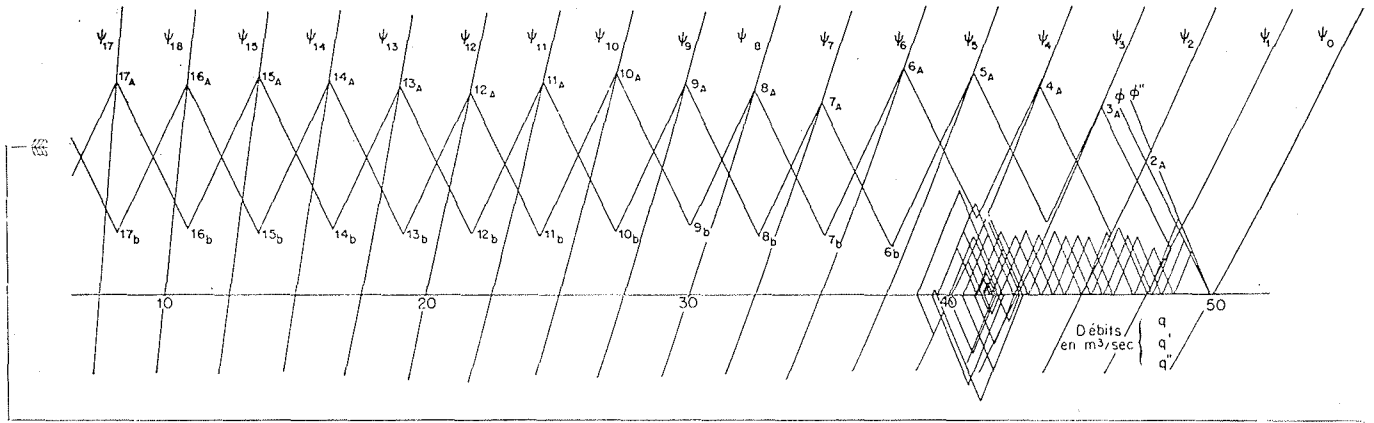 ψ17 ψ18 ψ15 ψ14 ψ13 ψ12 ψ11 ψ10 ψ9 ψ8 ψ7 ψ6 ψ5 ψ4 ψ3 ψ2 ψ1 ψ0
17A 16A 15A 14A 13A 12A 11A 10A 9A 8A 7A 6A 5A 4A 3A ϕ ϕ"
2A
17b 16b 15b 14b 13b 12b 11b 10b 9b 8b 7b 6b
10 20 30 40 50
Débits q
en m³/sec q'
q"